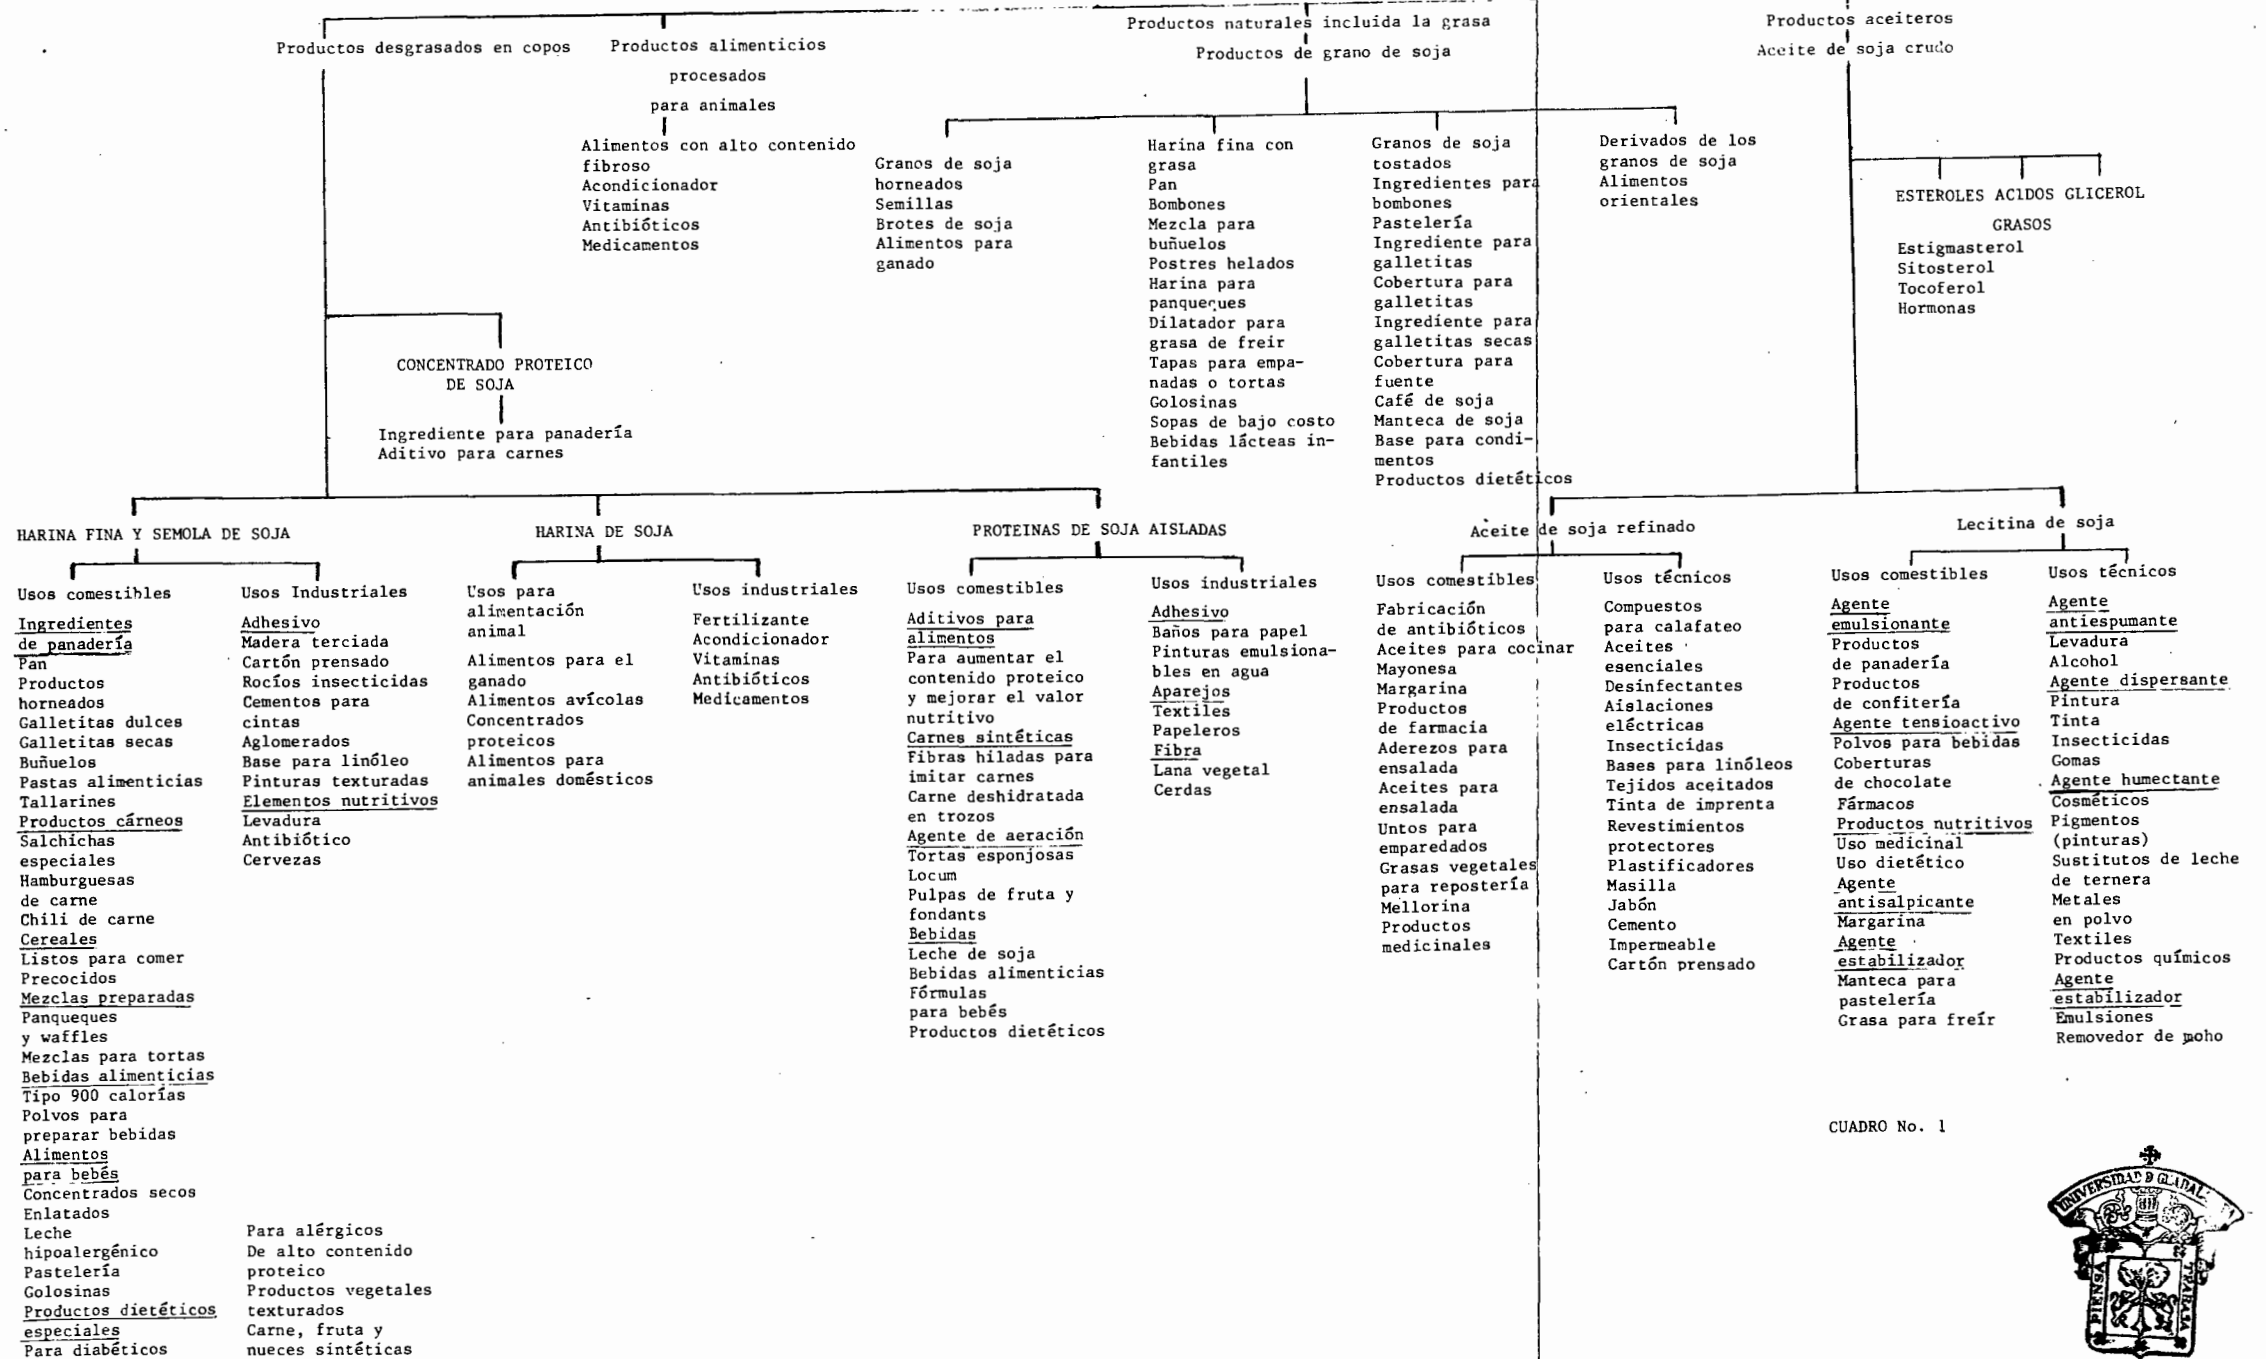 Productos desgrasados en copos
Productos alimenticios
procesados
para animales
Alimentos con alto contenido
fibroso
Acondicionador
Vitaminas
Antibióticos
Medicamentos
Productos naturales incluida la grasa
Productos de grano de soja
Granos de soja
horneados
Semillas
Brotes de soja
Alimentos para
ganado
Harina fina con
grasa
Pan
Bombones
Mezcla para
buñuelos
Postres helados
Harina para
panqueques
Dilatador para
grasa de freir
Tapas para empa-
nadas o tortas
Golosinas
Sopas de bajo costo
Bebidas lácteas in-
fantiles
Granos de soja
tostados
Ingredientes para
bombones
Pastelería
Ingrediente para
galletitas
Cobertura para
galletitas
Ingrediente para
galletitas secas
Cobertura para
fuente
Café de soja
Manteca de soja
Base para condi-
mentos
Productos dietéticos
Derivados de los
granos de soja
Alimentos
orientales
Productos aceiteros
Aceite de soja crudo
ESTEROLES ACIDOS GLICEROL
GRASOS
Estigmasterol
Sitosterol
Tocoferol
Hormonas
CONCENTRADO PROTEICO
DE SOJA
Ingrediente para panadería
Aditivo para carnes
HARINA FINA Y SEMOLA DE SOJA
Usos comestibles
Ingredientes
de panadería
Pan
Productos
horneados
Galletitas dulces
Galletitas secas
Buñuelos
Pastas alimenticias
Tallarines
Productos cárneos
Salchichas
especiales
Hamburguesas
de carne
Chili de carne
Cereales
Listos para comer
Precocidos
Mezclas preparadas
Panqueques
y waffles
Mezclas para tortas
Bebidas alimenticias
Tipo 900 calorías
Polvos para
preparar bebidas
Alimentos
para bebés
Concentrados secos
Enlatados
Leche
hipoalergénico
Pastelería
Golosinas
Productos dietéticos
especiales
Para diabéticos
Usos Industriales
Adhesivo
Madera terciada
Cartón prensado
Rocíos insecticidas
Cementos para
cintas
Aglomerados
Base para linóleo
Pinturas texturadas
Elementos nutritivos
Levadura
Antibiótico
Cervezas
Para alérgicos
De alto contenido
proteico
Productos vegetales
texturados
Carne, fruta y
nueces sintéticas
HARINA DE SOJA
Usos para
alimentación
animal
Alimentos para el
ganado
Alimentos avícolas
Concentrados
proteicos
Alimentos para
animales domésticos
Usos industriales
Fertilizante
Acondicionador
Vitaminas
Antibióticos
Medicamentos
PROTEINAS DE SOJA AISLADAS
Usos comestibles
Aditivos para
alimentos
Para aumentar el
contenido proteico
y mejorar el valor
nutritivo
Carnes sintéticas
Fibras hiladas para
imitar carnes
Carne deshidratada
en trozos
Agente de aeración
Tortas esponjosas
Locum
Pulpas de fruta y
fondants
Bebidas
Leche de soja
Bebidas alimenticias
Fórmulas
para bebés
Productos dietéticos
Usos industriales
Adhesivo
Baños para papel
Pinturas emulsiona-
bles en agua
Aparejos
Textiles
Papeleros
Fibra
Lana vegetal
Cerdas
Aceite de soja refinado
Usos comestibles
Fabricación
de antibióticos
Aceites para cocinar
Mayonesa
Margarina
Productos
de farmacia
Aderezos para
ensalada
Aceites para
ensalada
Untos para
emparedados
Grasas vegetales
para repostería
Mellorina
Productos
medicinales
Usos técnicos
Compuestos
para calafateo
Aceites
esenciales
Desinfectantes
Aislaciones
eléctricas
Insecticidas
Bases para linóleos
Tejidos aceitados
Tinta de imprenta
Revestimientos
protectores
Plastificadores
Masilla
Jabón
Cemento
Impermeable
Cartón prensado
Lecitina de soja
Usos comestibles
Agente
emulsionante
Productos
de panadería
Productos
de confitería
Agente tensioactivo
Polvos para bebidas
Coberturas
de chocolate
Fármacos
Productos nutritivos
Uso medicinal
Uso dietético
Agente
antisalpicante
Margarina
Agente
estabilizador
Manteca para
pastelería
Grasa para freír
Usos técnicos
Agente
antiespumante
Levadura
Alcohol
Agente dispersante
Pintura
Tinta
Insecticidas
Gomas
Agente humectante
Cosméticos
Pigmentos
(pinturas)
Sustitutos de leche
de ternera
Metales
en polvo
Textiles
Productos químicos
Agente
estabilizador
Emulsiones
Removedor de moho
CUADRO No. 1
UNIVERSIDAD D GUADAL
PIENSA
TRABAJA